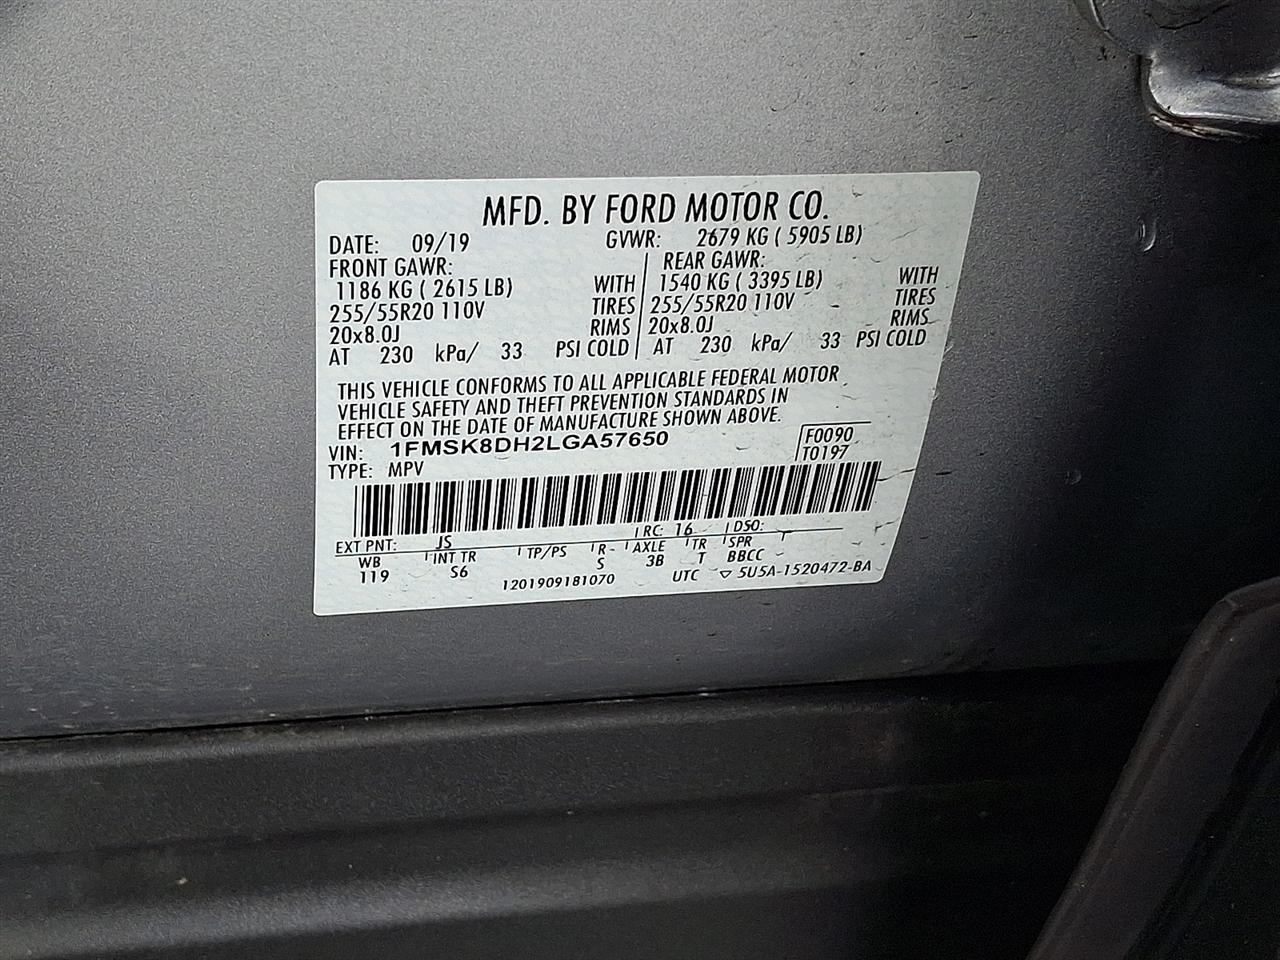 MFD. BY FORD MOTOR CO.
DATE: 09/19 GVWR: 2679 KG ( 5905 LB)
FRONT GAWR: REAR GAWR:
1186 KG ( 2615 LB) WITH 1540 KG ( 3395 LB) WITH
255/55R20 110V TIRES 255/55R20 110V TIRES
20x8.0J RIMS 20x8.0J RIMS
AT 230 kPa/ 33 PSI COLD AT 230 kPa/ 33 PSI COLD
THIS VEHICLE CONFORMS TO ALL APPLICABLE FEDERAL MOTOR
VEHICLE SAFETY AND THEFT PREVENTION STANDARDS IN
EFFECT ON THE DATE OF MANUFACTURE SHOWN ABOVE.
VIN: 1FMSK8DH2LGA57650 F0090
TYPE: MPV T0197
EXT PNT: JS RC: 16 DSO:
WB INT TR TP/PS R AXLE TR SPR
119 S6 S 3B T BBCC
1201909181070 UTC ▽ 5U5A-1520472-BA